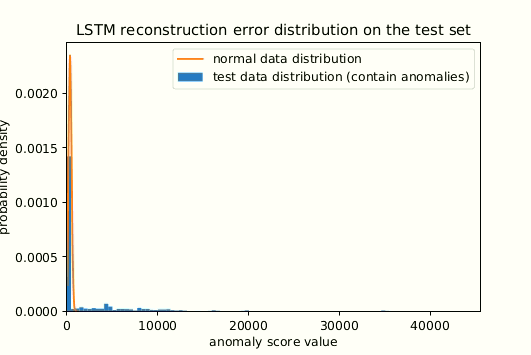 LSTM reconstruction error distribution on the test set
normal data distribution
test data distribution (contain anomalies)
probability density
0.0020
0.0015
0.0010
0.0005
0.0000
0 10000 20000 30000 40000
anomaly score value